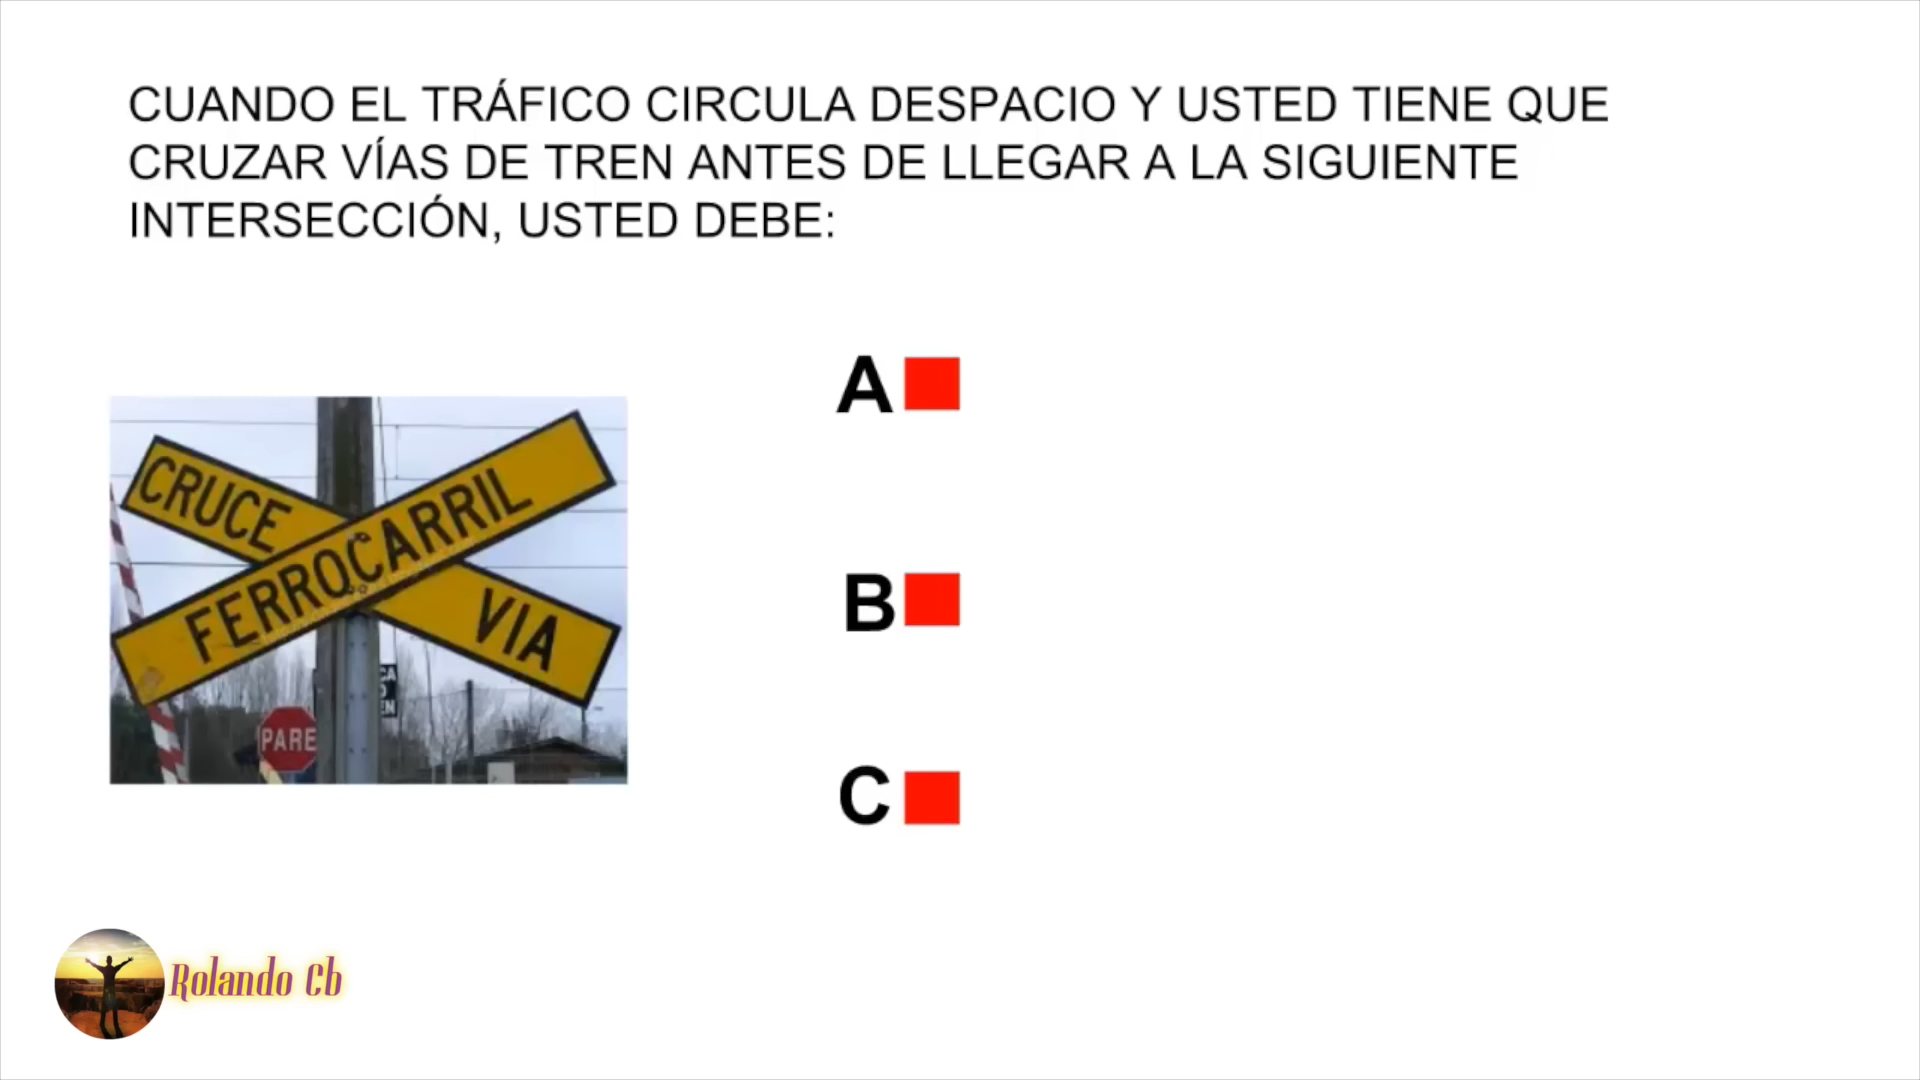 CUANDO EL TRÁFICO CIRCULA DESPACIO Y USTED TIENE QUE
CRUZAR VÍAS DE TREN ANTES DE LLEGAR A LA SIGUIENTE
INTERSECCIÓN, USTED DEBE:
A
B
C
CRUCE
FERROCARRIL
VIA
PARE
Rolando Cb